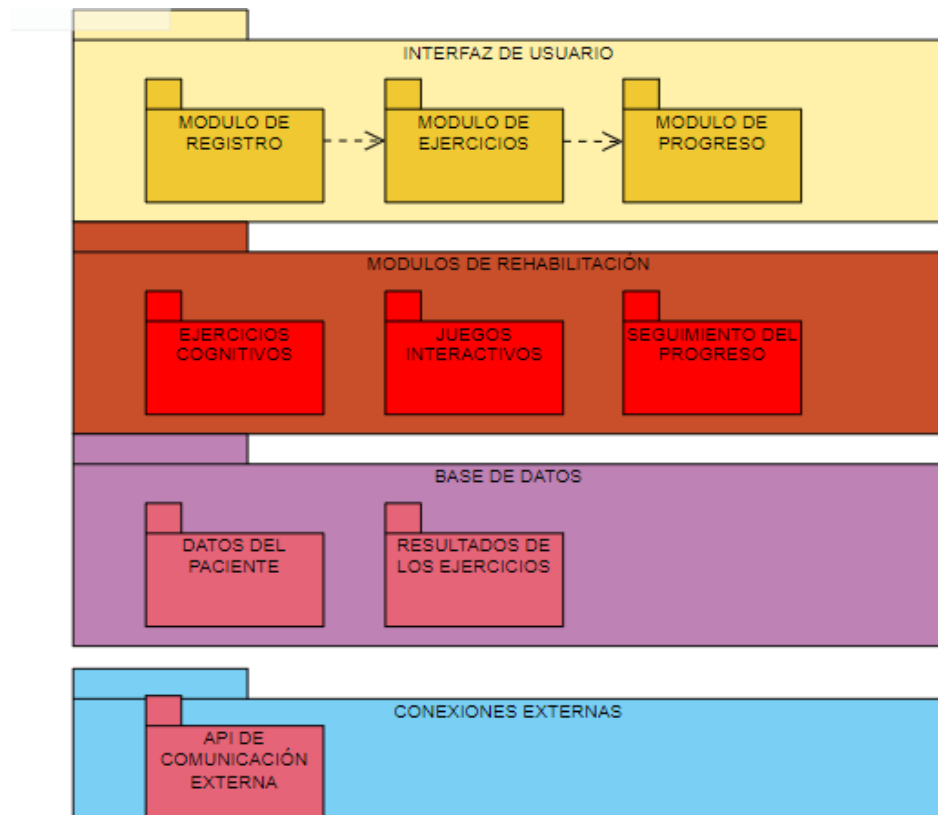 INTERFAZ DE USUARIO
MODULO DE
REGISTRO
MODULO DE
EJERCICIOS
MODULO DE
PROGRESO
MODULOS DE REHABILITACIÓN
EJERCICIOS
COGNITIVOS
JUEGOS
INTERACTIVOS
SEGUIMIENTO DEL
PROGRESO
BASE DE DATOS
DATOS DEL
PACIENTE
RESULTADOS DE
LOS EJERCICIOS
CONEXIONES EXTERNAS
API DE
COMUNICACIÓN
EXTERNA